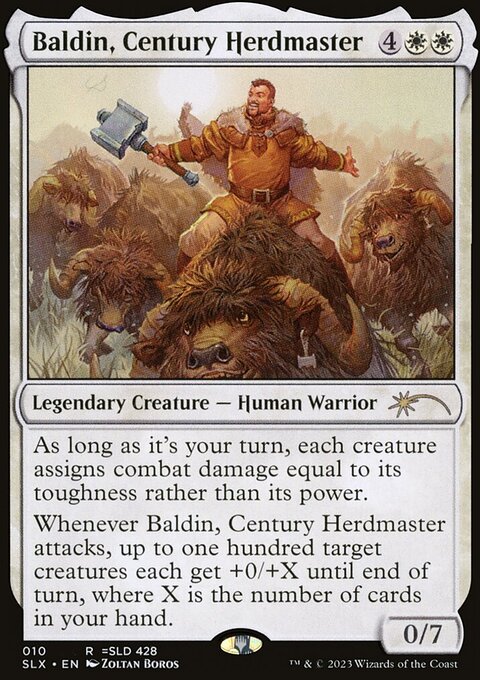 Baldin, Century Herdmaster 4
Legendary Creature — Human Warrior
As long as it's your turn, each creature
assigns combat damage equal to its
toughness rather than its power.
Whenever Baldin, Century Herdmaster
attacks, up to one hundred target
creatures each get +0/+X until end of
turn, where X is the number of cards
in your hand.
0/7
010 R =SLD 428
SLX • EN Zoltan Boros
™ & © 2023 Wizards of the Coast